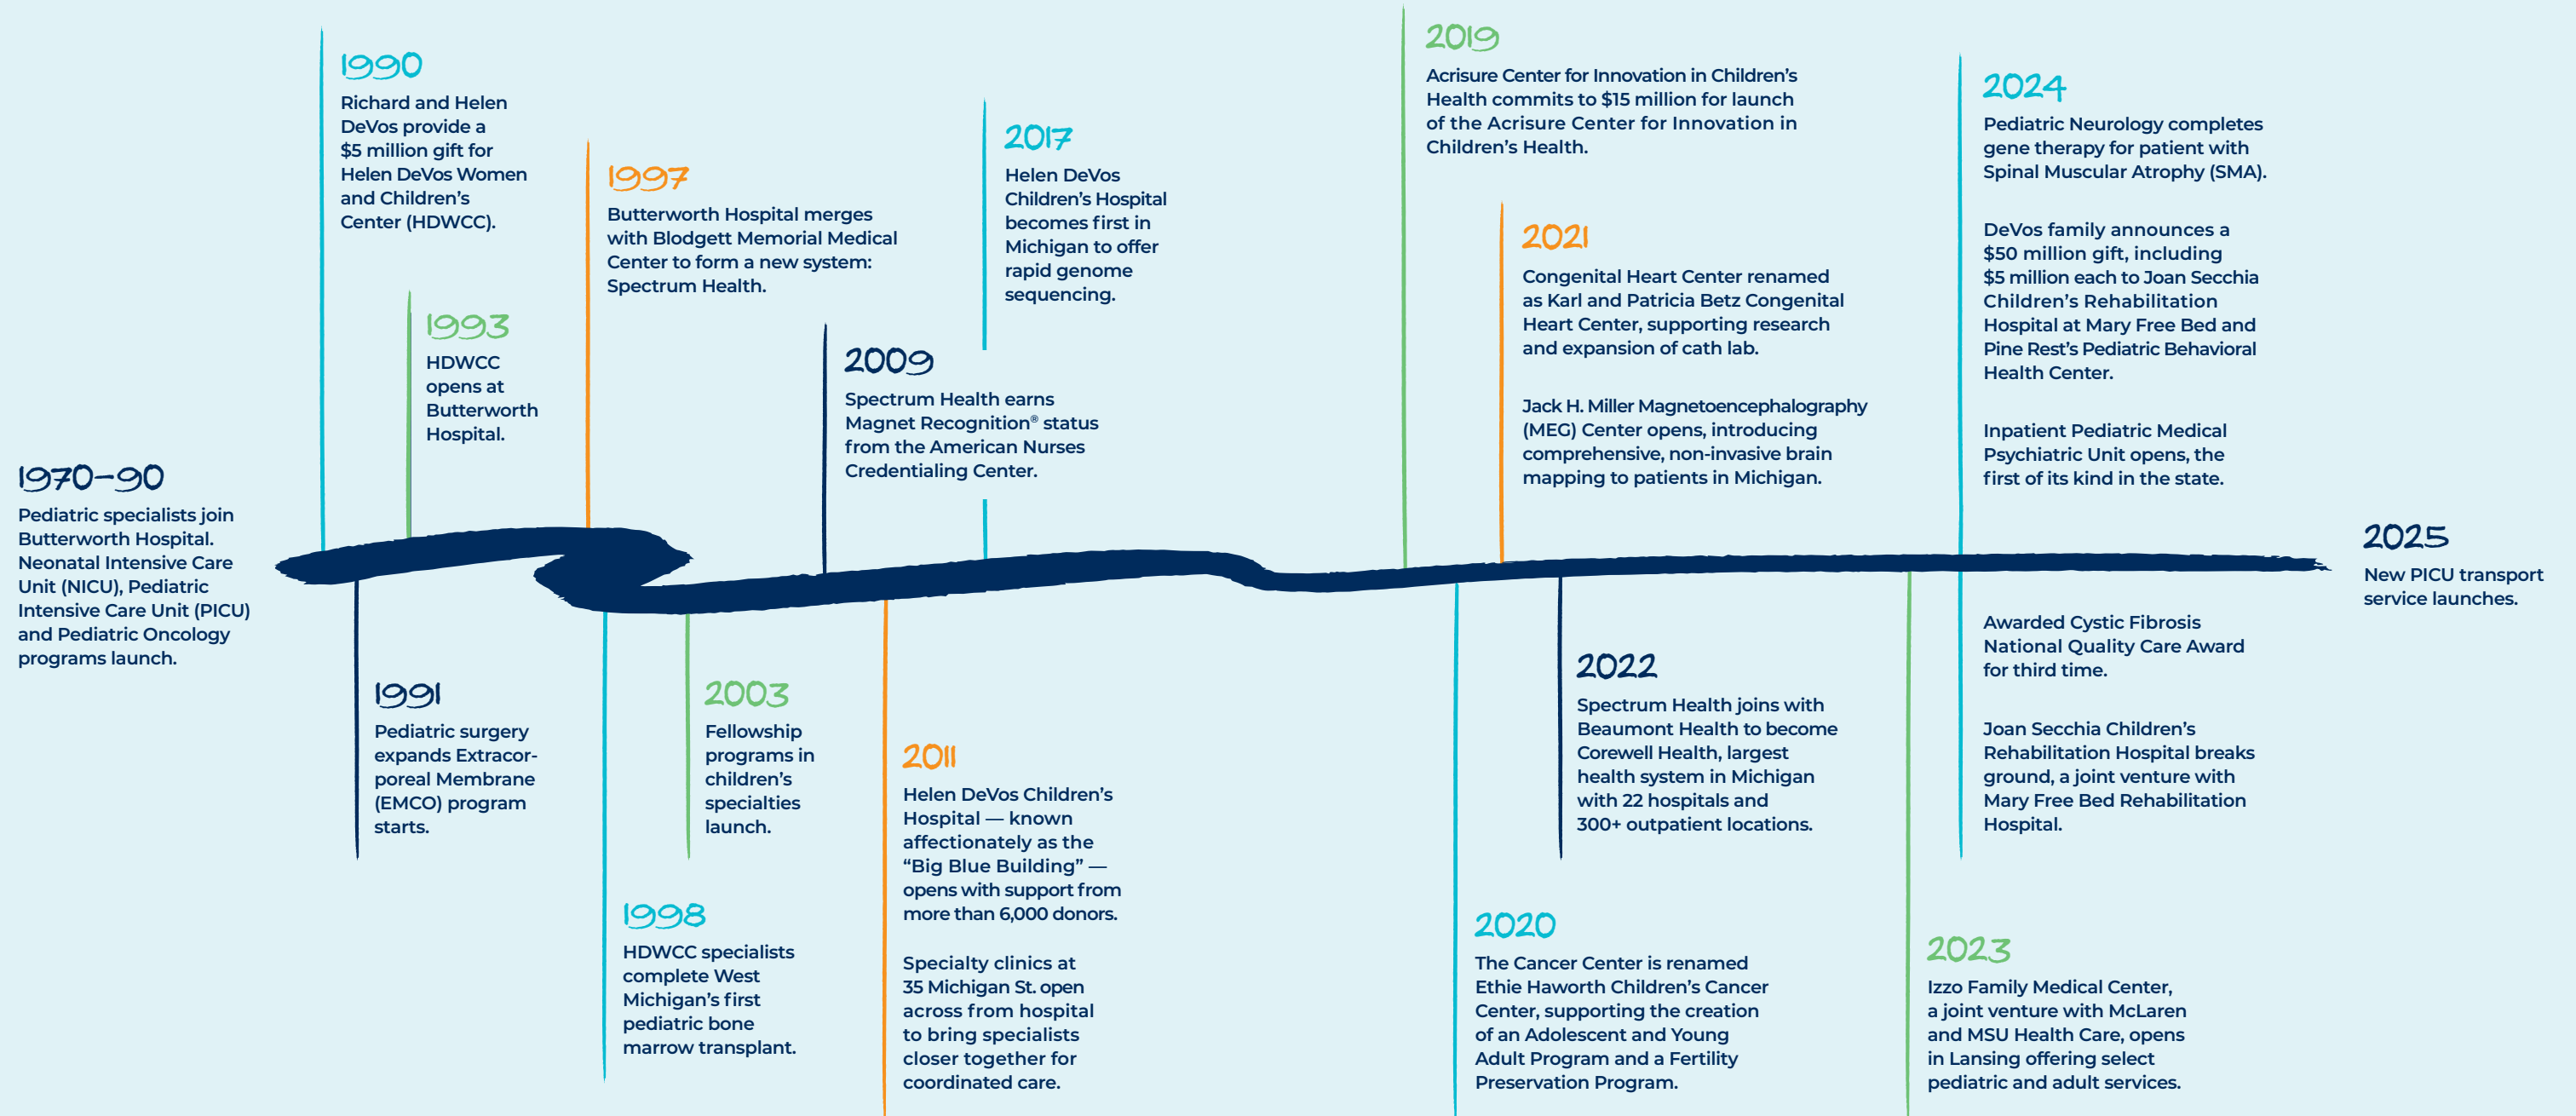 1970–90
Pediatric specialists join
Butterworth Hospital.
Neonatal Intensive Care
Unit (NICU), Pediatric
Intensive Care Unit (PICU)
and Pediatric Oncology
programs launch.
1990
Richard and Helen
DeVos provide a
$5 million gift for
Helen DeVos Women
and Children's
Center (HDWCC).
1991
Pediatric surgery
expands Extracor-
poreal Membrane
(EMCO) program
starts.
1993
HDWCC
opens at
Butterworth
Hospital.
1997
Butterworth Hospital merges
with Blodgett Memorial Medical
Center to form a new system:
Spectrum Health.
1998
HDWCC specialists
complete West
Michigan's first
pediatric bone
marrow transplant.
2003
Fellowship
programs in
children's
specialties
launch.
2009
Spectrum Health earns
Magnet Recognition® status
from the American Nurses
Credentialing Center.
2011
Helen DeVos Children's
Hospital — known
affectionately as the
“Big Blue Building” —
opens with support from
more than 6,000 donors.
Specialty clinics at
35 Michigan St. open
across from hospital
to bring specialists
closer together for
coordinated care.
2017
Helen DeVos
Children's Hospital
becomes first in
Michigan to offer
rapid genome
sequencing.
2019
Acrisure Center for Innovation in Children's
Health commits to $15 million for launch
of the Acrisure Center for Innovation in
Children's Health.
2020
The Cancer Center is renamed
Ethie Haworth Children's Cancer
Center, supporting the creation
of an Adolescent and Young
Adult Program and a Fertility
Preservation Program.
2021
Congenital Heart Center renamed
as Karl and Patricia Betz Congenital
Heart Center, supporting research
and expansion of cath lab.
Jack H. Miller Magnetoencephalography
(MEG) Center opens, introducing
comprehensive, non-invasive brain
mapping to patients in Michigan.
2022
Spectrum Health joins with
Beaumont Health to become
Corewell Health, largest
health system in Michigan
with 22 hospitals and
300+ outpatient locations.
2023
Izzo Family Medical Center,
a joint venture with McLaren
and MSU Health Care, opens
in Lansing offering select
pediatric and adult services.
2024
Pediatric Neurology completes
gene therapy for patient with
Spinal Muscular Atrophy (SMA).
DeVos family announces a
$50 million gift, including
$5 million each to Joan Secchia
Children's Rehabilitation
Hospital at Mary Free Bed and
Pine Rest's Pediatric Behavioral
Health Center.
Inpatient Pediatric Medical
Psychiatric Unit opens, the
first of its kind in the state.
Awarded Cystic Fibrosis
National Quality Care Award
for third time.
Joan Secchia Children's
Rehabilitation Hospital breaks
ground, a joint venture with
Mary Free Bed Rehabilitation
Hospital.
2025
New PICU transport
service launches.